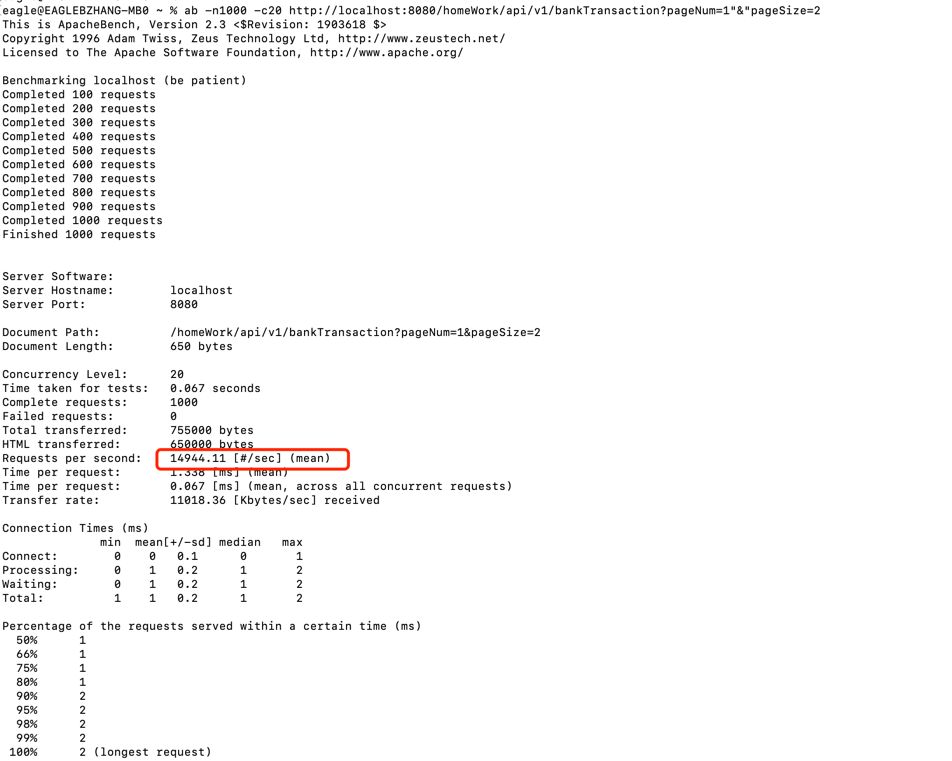 [eagle@EAGLEBZHANG-MB0 ~ % ab -n1000 -c20 http://localhost:8080/homeWork/api/v1/bankTransaction?pageNum=1"&"pageSize=2
This is ApacheBench, Version 2.3 <$Revision: 1903618 $>
Copyright 1996 Adam Twiss, Zeus Technology Ltd, http://www.zeustech.net/
Licensed to The Apache Software Foundation, http://www.apache.org/

Benchmarking localhost (be patient)
Completed 100 requests
Completed 200 requests
Completed 300 requests
Completed 400 requests
Completed 500 requests
Completed 600 requests
Completed 700 requests
Completed 800 requests
Completed 900 requests
Completed 1000 requests
Finished 1000 requests

Server Software:
Server Hostname: localhost
Server Port: 8080

Document Path: /homeWork/api/v1/bankTransaction?pageNum=1&pageSize=2
Document Length: 650 bytes

Concurrency Level: 20
Time taken for tests: 0.067 seconds
Complete requests: 1000
Failed requests: 0
Total transferred: 755000 bytes
HTML transferred: 650000 bytes
Requests per second: 14944.11 [#/sec] (mean)
Time per request: 1.338 [ms] (mean)
Time per request: 0.067 [ms] (mean, across all concurrent requests)
Transfer rate: 11018.36 [Kbytes/sec] received

Connection Times (ms)
min mean[+/-sd] median max
Connect: 0 0 0.1 0 1
Processing: 0 1 0.2 1 2
Waiting: 0 1 0.2 1 2
Total: 1 1 0.2 1 2

Percentage of the requests served within a certain time (ms)
50% 1
66% 1
75% 1
80% 1
90% 2
95% 2
98% 2
99% 2
100% 2 (longest request)